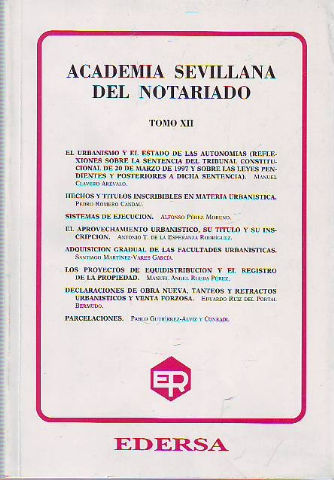 ACADEMIA SEVILLANA
DEL NOTARIADO
TOMO XII
EL URBANISMO Y EL ESTADO DE LAS AUTONOMIAS (REFLE-
XIONES SOBRE LA SENTENCIA DEL TRIBUNAL CONSTITU-
CIONAL DE 20 DE MARZO DE 1997 Y SOBRE LAS LEYES PEN-
DIENTES Y POSTERIORES A DICHA SENTENCIA). MANUEL
CLAVERO ARÉVALO.
HECHOS Y TITULOS INSCRIBIBLES EN MATERIA URBANISTICA.
PEDRO ROMERO CANDAU.
SISTEMAS DE EJECUCION. ALFONSO PÉREZ MORENO.
EL APROVECHAMIENTO URBANISTICO, SU TITULO Y SU INS-
CRIPCION. ANTONIO T. DE LA ESPERANZA RODRÍGUEZ.
ADQUISICION GRADUAL DE LAS FACULTADES URBANISTICAS.
SANTIAGO MARTÍNEZ-VARES GARCÍA.
LOS PROYECTOS DE EQUIDISTRIBUCION Y EL REGISTRO
DE LA PROPIEDAD. MANUEL ÁNGEL RUEDA PÉREZ.
DECLARACIONES DE OBRA NUEVA, TANTEOS Y RETRACTOS
URBANISTICOS Y VENTA FORZOSA. EDUARDO RUIZ DEL PORTAL
BERMUDO.
PARCELACIONES. PABLO GUTIÉRREZ-ALVIZ Y CONRADI.
ER
EDERSA